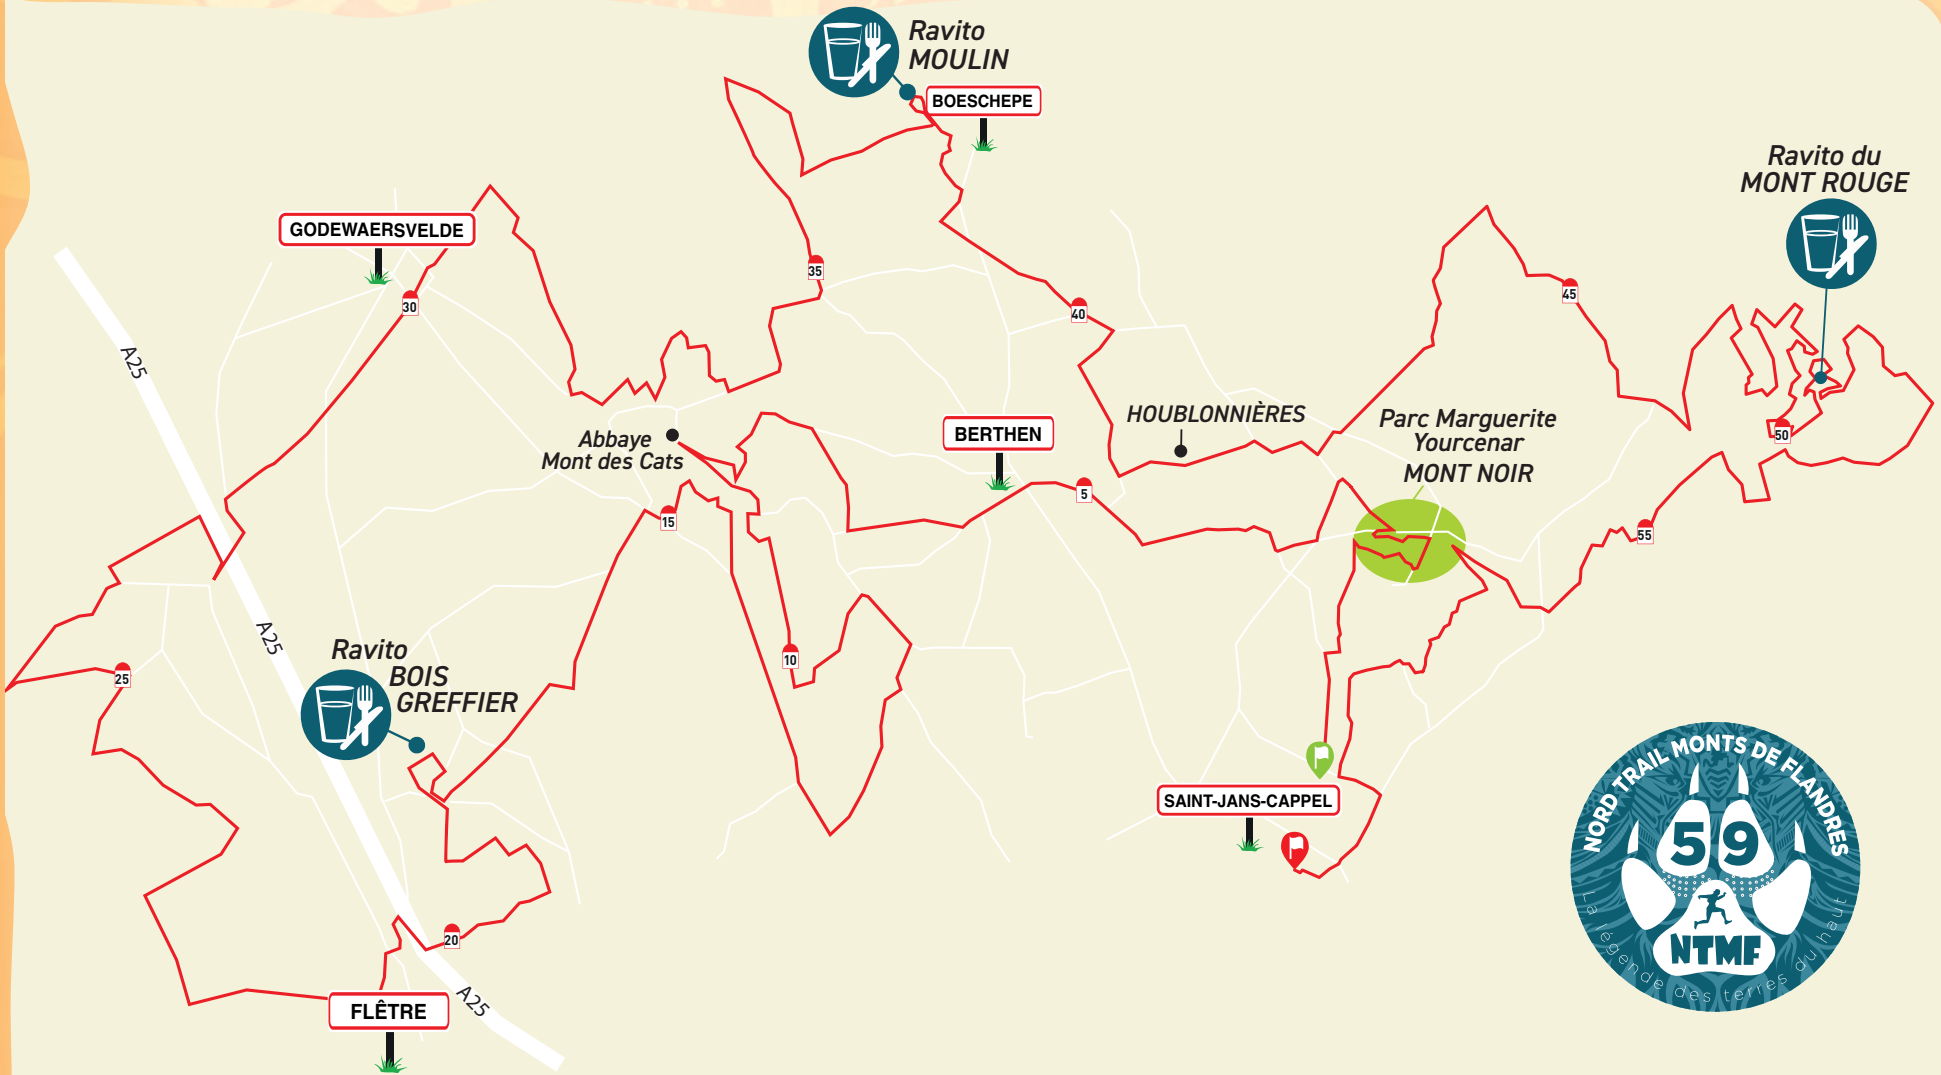 Ravito
MOULIN
BOESCHEPE
Ravito du
MONT ROUGE
GODEWAERSVELDE
35
30
40
45
A25
HOUBLONNIÈRES
Parc Marguerite
Yourcenar
MONT NOIR
BERTHEN
Abbaye
Mont des Cats
50
5
15
55
A25
Ravito
BOIS
GREFFIER
10
25
SAINT-JANS-CAPPEL
20
A25
FLÊTRE
NORD TRAIL MONTS DE FLANDRES
59
NTMF
La légende des terres du haut